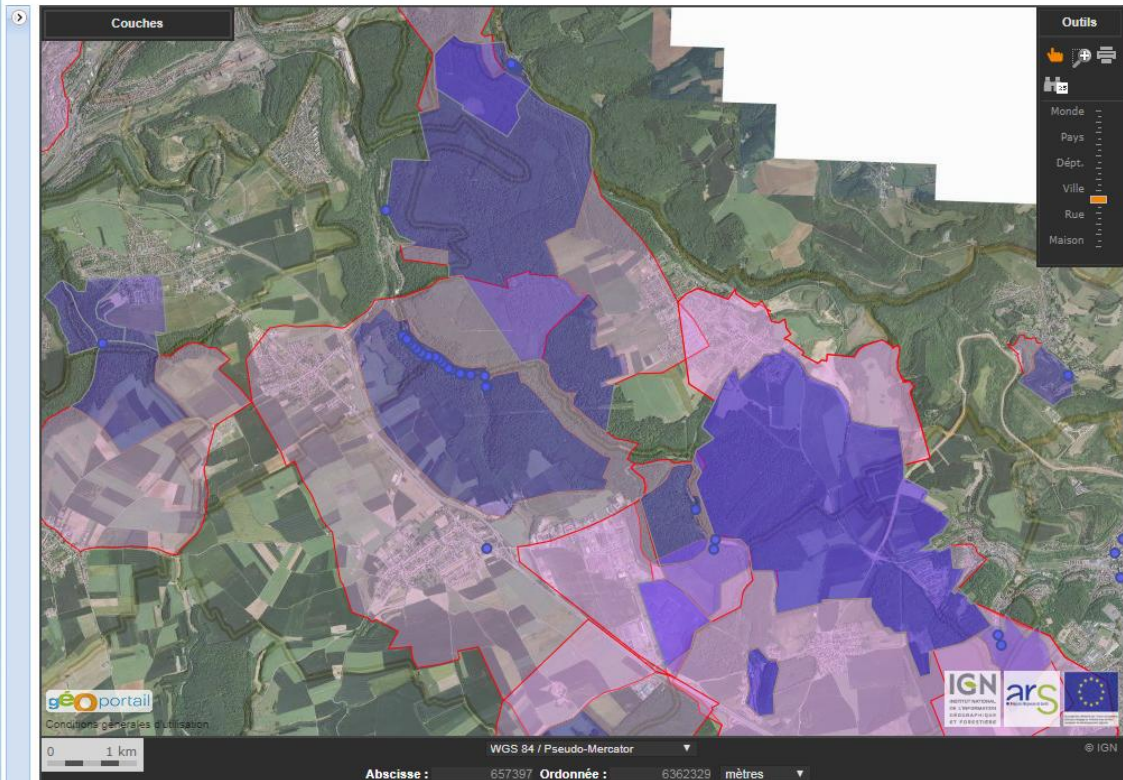 Couches
Outils
Monde
Pays
Dépt.
Ville
Rue
Maison
géoportail
Conditions générales d'utilisation
IGN
INSTITUT NATIONAL
DE L'INFORMATION
GÉOGRAPHIQUE
ET FORESTIÈRE
ars
0 1 km
WGS 84 / Pseudo-Mercator
© IGN
Abscisse : 657397 Ordonnée : 6362329 mètres